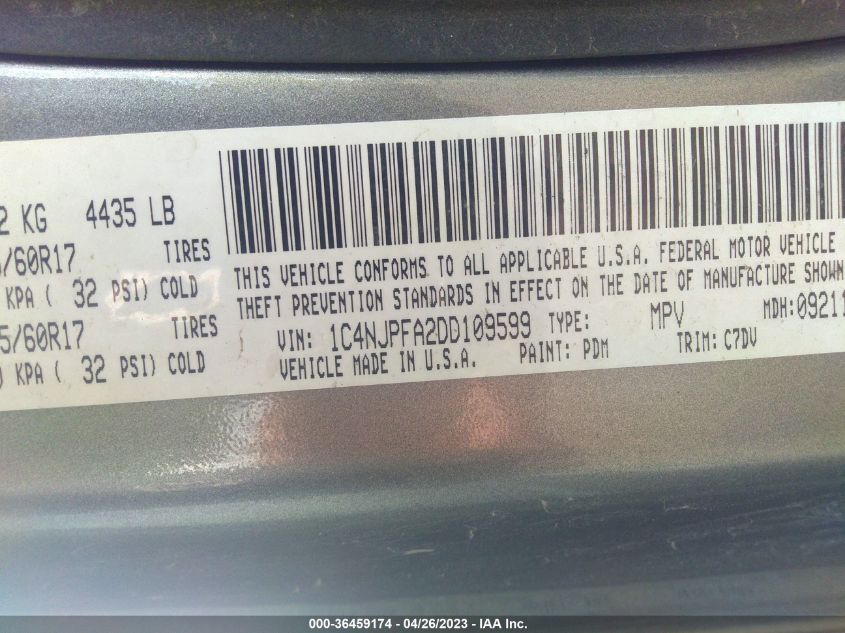 2 KG 4435 LB
/60R17 TIRES
KPA ( 32 PSI) COLD
5/60R17 TIRES
KPA ( 32 PSI) COLD
THIS VEHICLE CONFORMS TO ALL APPLICABLE U.S.A. FEDERAL MOTOR VEHICLE
THEFT PREVENTION STANDARDS IN EFFECT ON THE DATE OF MANUFACTURE SHOWN
VIN: 1C4NJPFA2DD109599 TYPE: MPV MDH:09211
VEHICLE MADE IN U.S.A. PAINT: PDM TRIM: C7DV
000-36459174 / 04/26/2023 - IAA Inc.